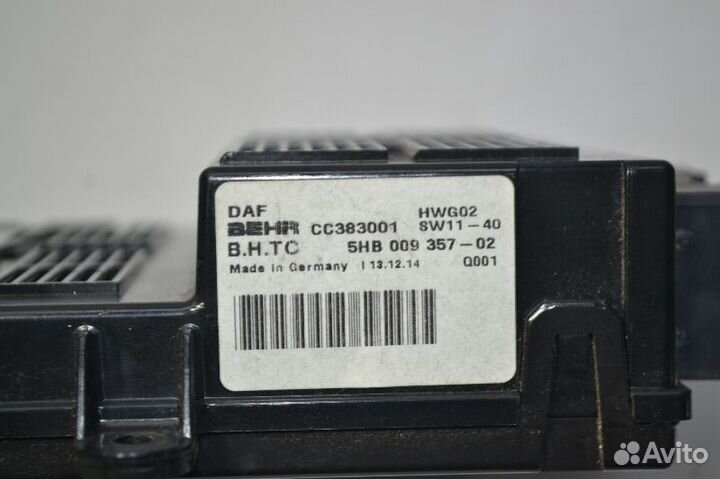 DAF HWG02
BEHR CC383001 SW11-40
B.H.TC 5HB 009 357-02
Made in Germany | 13.12.14 Q001
Avito